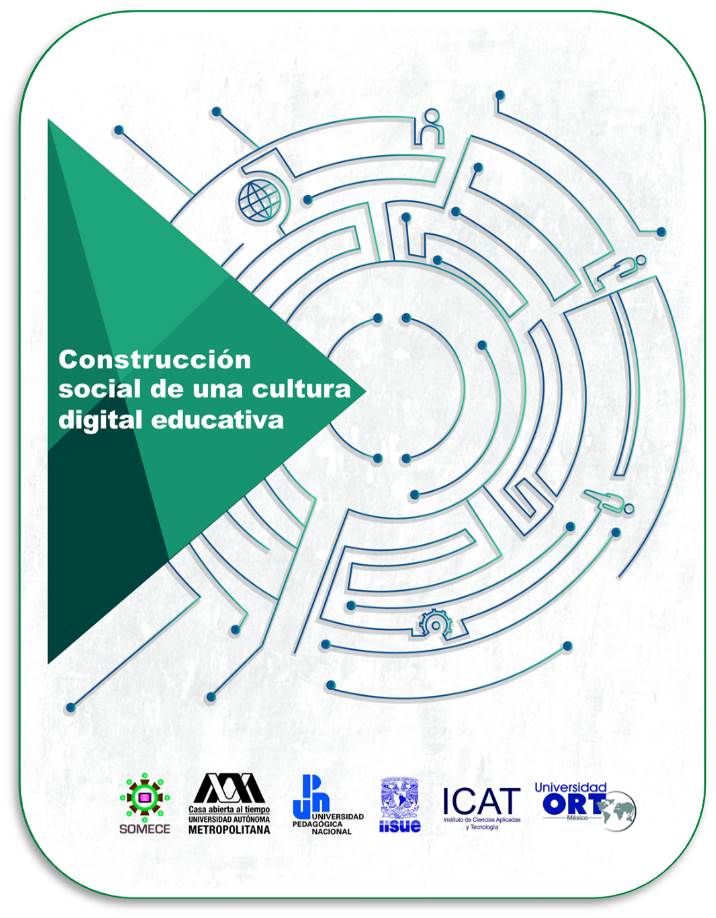 Construcción
social de una cultura
digital educativa
SOMECE
Casa abierta al tiempo
UNIVERSIDAD AUTÓNOMA
METROPOLITANA
UNIVERSIDAD
PEDAGÓGICA
NACIONAL
iisue
ICAT
Instituto de Ciencias Aplicadas
y Tecnología
Universidad
ORT
México